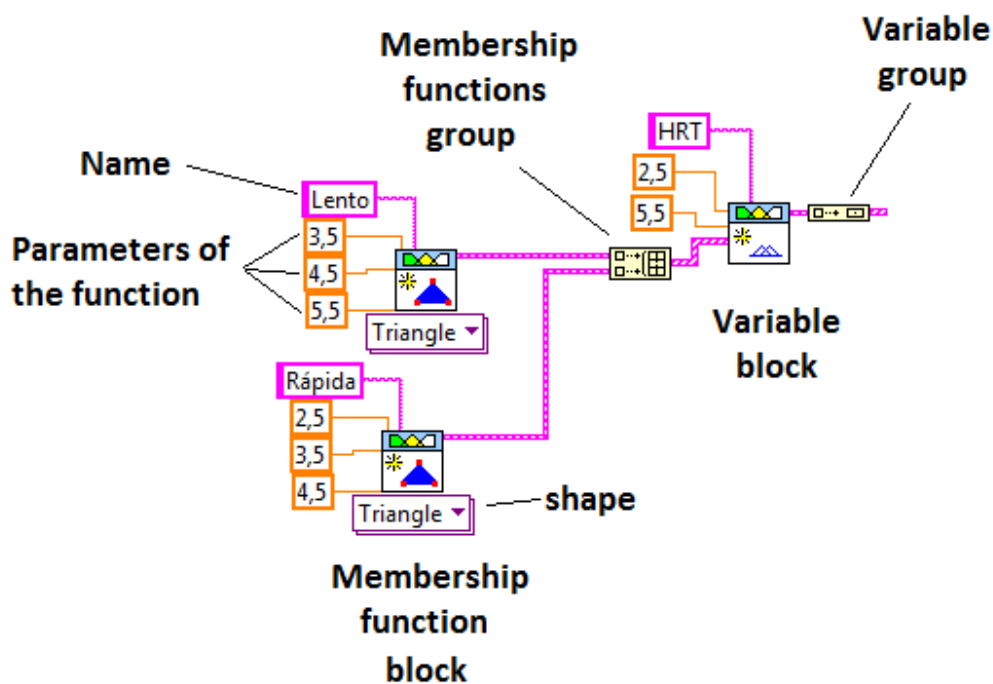 Membership
functions
group
Variable
group
HRT
2,5
5,5
Name
Lento
Parameters of
the function
3,5
4,5
5,5
Triangle
Variable
block
Rápida
2,5
3,5
4,5
Triangle
shape
Membership
function
block